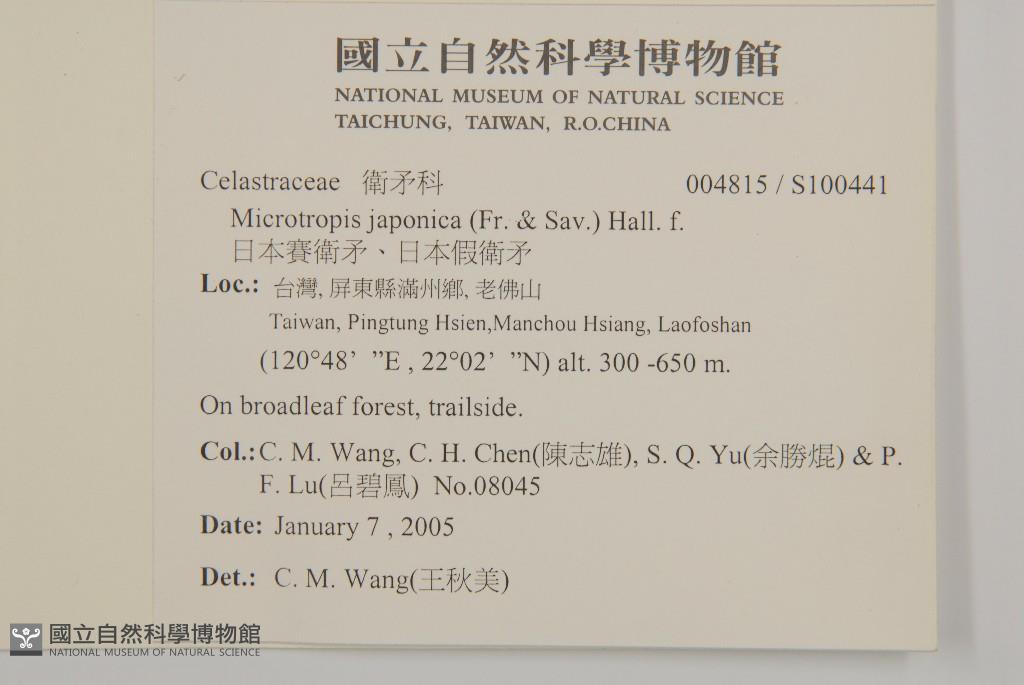 國立自然科學博物館
NATIONAL MUSEUM OF NATURAL SCIENCE
TAICHUNG, TAIWAN, R.O.CHINA
Celastraceae 衛矛科 004815 / S100441
Microtropis japonica (Fr. & Sav.) Hall. f.
日本賽衛矛、日本假衛矛
Loc.: 台灣, 屏東縣滿州鄉, 老佛山
Taiwan, Pingtung Hsien,Manchou Hsiang, Laofoshan
(120°48’ ”E , 22°02’ ”N) alt. 300 -650 m.
On broadleaf forest, trailside.
Col.: C. M. Wang, C. H. Chen(陳志雄), S. Q. Yu(余勝焜) & P.
F. Lu(呂碧鳳) No.08045
Date: January 7 , 2005
Det.: C. M. Wang(王秋美)
國立自然科學博物館
NATIONAL MUSEUM OF NATURAL SCIENCE